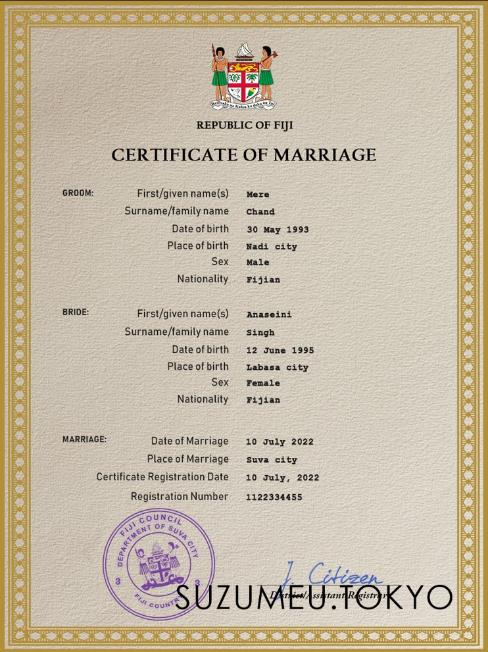 REPUBLIC OF FIJI
CERTIFICATE OF MARRIAGE
GROOM: First/given name(s) Mere
Surname/family name Chand
Date of birth 30 May 1993
Place of birth Nadi city
Sex Male
Nationality Fijian
BRIDE: First/given name(s) Anaseini
Surname/family name Singh
Date of birth 12 June 1995
Place of birth Labasa city
Sex Female
Nationality Fijian
MARRIAGE: Date of Marriage 10 July 2022
Place of Marriage Suva city
Certificate Registration Date 10 July, 2022
Registration Number 1122334455
FIJI COUNCIL
DEPARTMENT OF SUVA CITY
3 3
FIJI COUNTRY
J. Citizen
District/Assistant Registrar
SUZUMEU.TOKYO